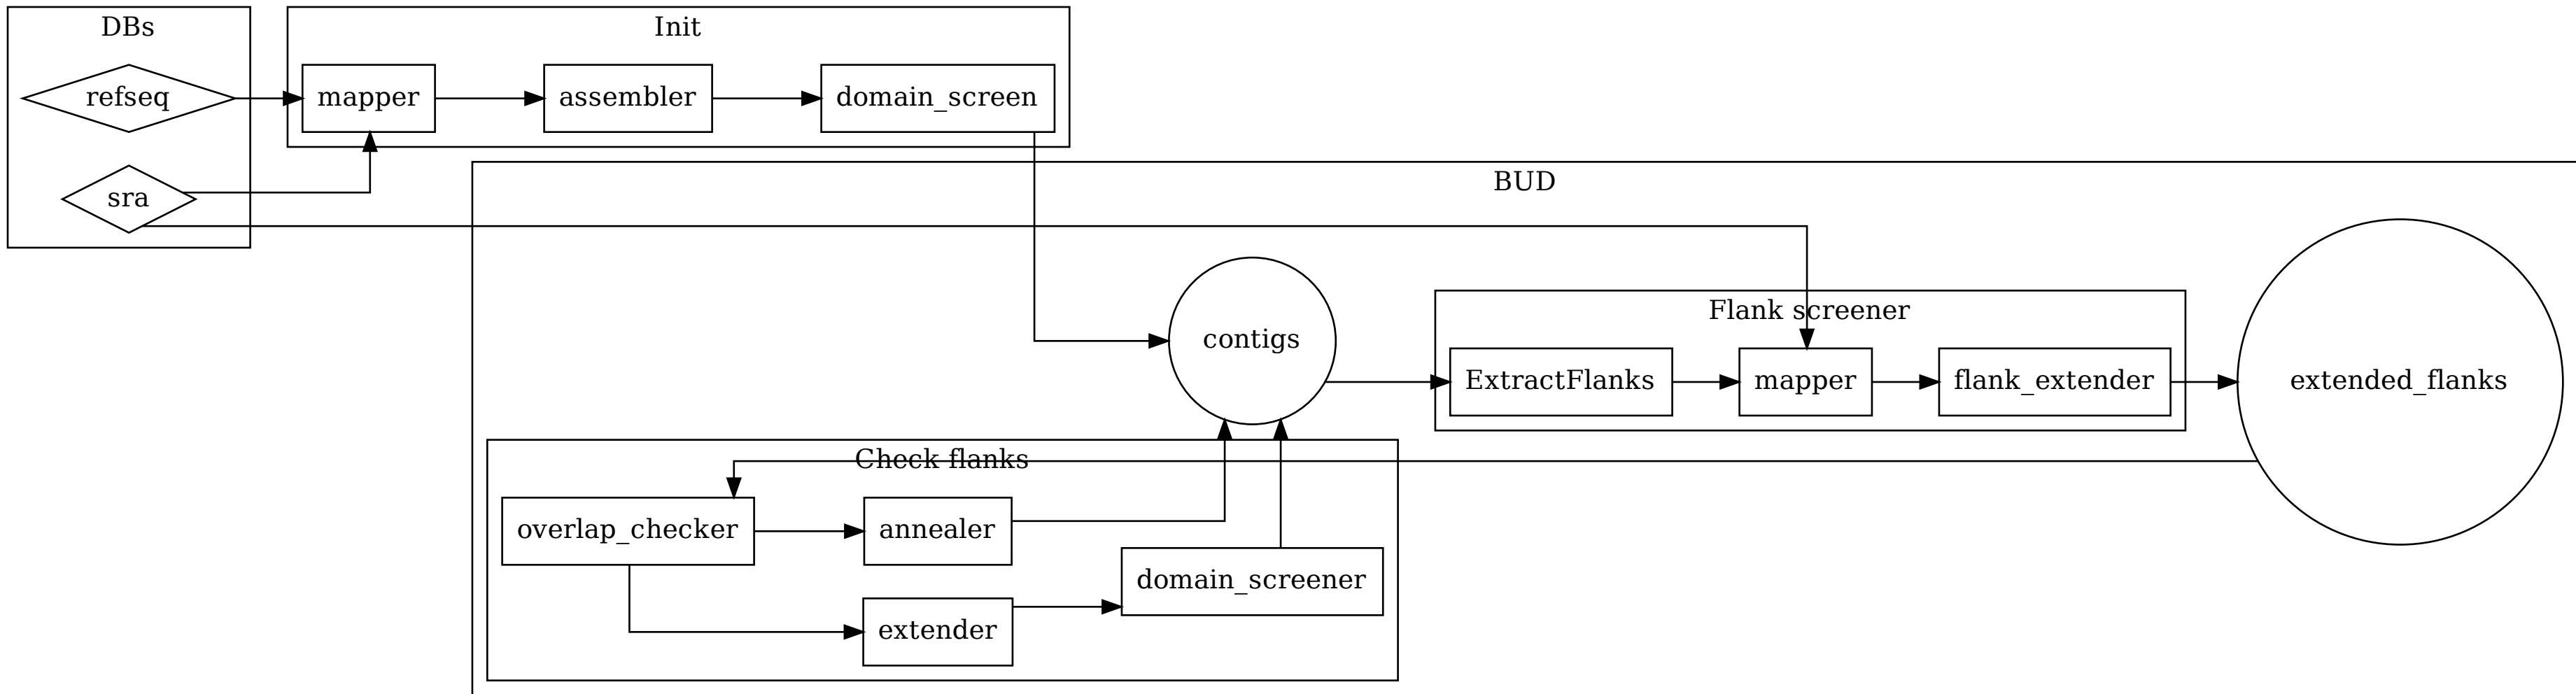 DBs
refseq
sra
Init
mapper
assembler
domain_screen
BUD
contigs
Flank screener
ExtractFlanks
mapper
flank_extender
extended_flanks
Check flanks
overlap_checker
annealer
domain_screener
extender